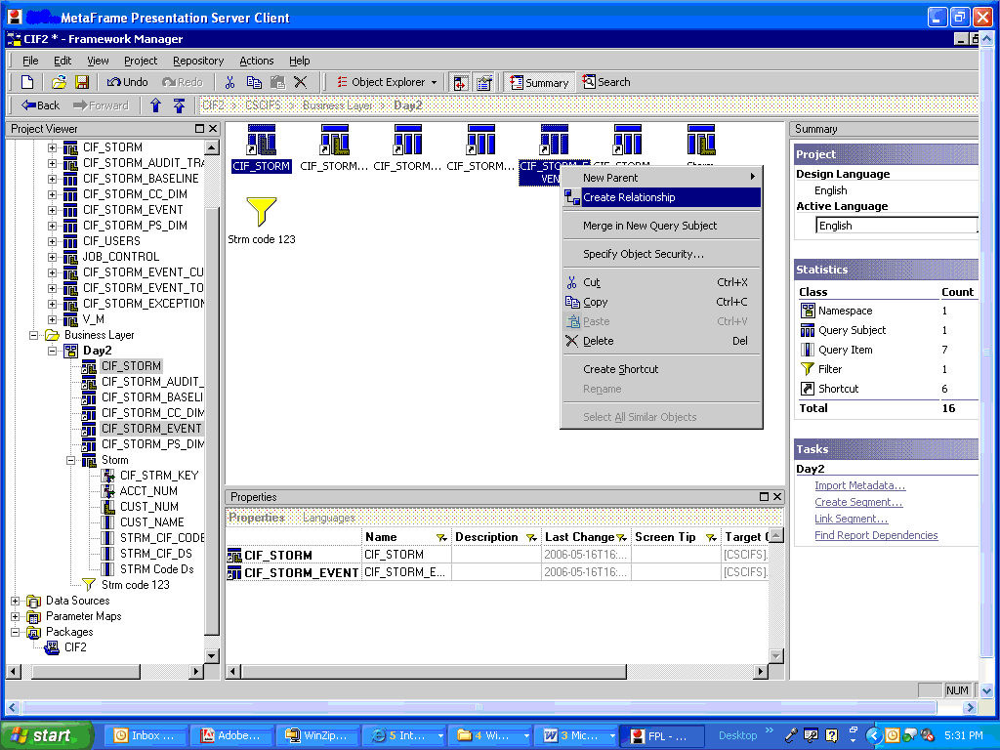 MetaFrame Presentation Server Client
CIF2 * - Framework Manager
File Edit View Project Repository Actions Help
Undo Redo Object Explorer Summary Search
Back Forward CIF2 > CSCIFS > Business Layer > Day2
Project Viewer
CIF_STORM
CIF_STORM_AUDIT_TRA
CIF_STORM_BASELINE
CIF_STORM_CC_DIM
CIF_STORM_EVENT
CIF_STORM_PS_DIM
CIF_USERS
JOB_CONTROL
CIF_STORM_EVENT_CU
CIF_STORM_EVENT_TO
CIF_STORM_EXCEPTION
V_M
Business Layer
Day2
CIF_STORM
CIF_STORM_AUDIT_
CIF_STORM_BASELI
CIF_STORM_CC_DIM
CIF_STORM_EVENT
CIF_STORM_PS_DIM
Storm
CIF_STRM_KEY
ACCT_NUM
CUST_NUM
CUST_NAME
STRM_CIF_CODE
STRM_CIF_DS
STRM Code Ds
Strm code 123
Data Sources
Parameter Maps
Packages
CIF2
CIF_STORM CIF_STORM... CIF_STORM... CIF_STORM... CIF_STORM_E
VEN
Strm code 123
New Parent
Create Relationship
Merge in New Query Subject
Specify Object Security...
Cut Ctrl+X
Copy Ctrl+C
Paste Ctrl+V
Delete Del
Create Shortcut
Rename
Select All Similar Objects
Properties
Properties Languages
Name Description Last Change Screen Tip Target
CIF_STORM CIF_STORM 2006-05-16T16:... [CSCIFS].
CIF_STORM_EVENT CIF_STORM_E... 2006-05-16T16:... [CSCIFS].
Summary
Project
Design Language
English
Active Language
English
Statistics
Class Count
Namespace 1
Query Subject 1
Query Item 7
Filter 1
Shortcut 6
Total 16
Tasks
Day2
Import Metadata...
Create Segment...
Link Segment...
Find Report Dependencies
NUM
start Inbox ... Adobe... WinZip... 5 Int... 4 Wi... 3 Mic... FPL - ... Desktop » 5:31 PM